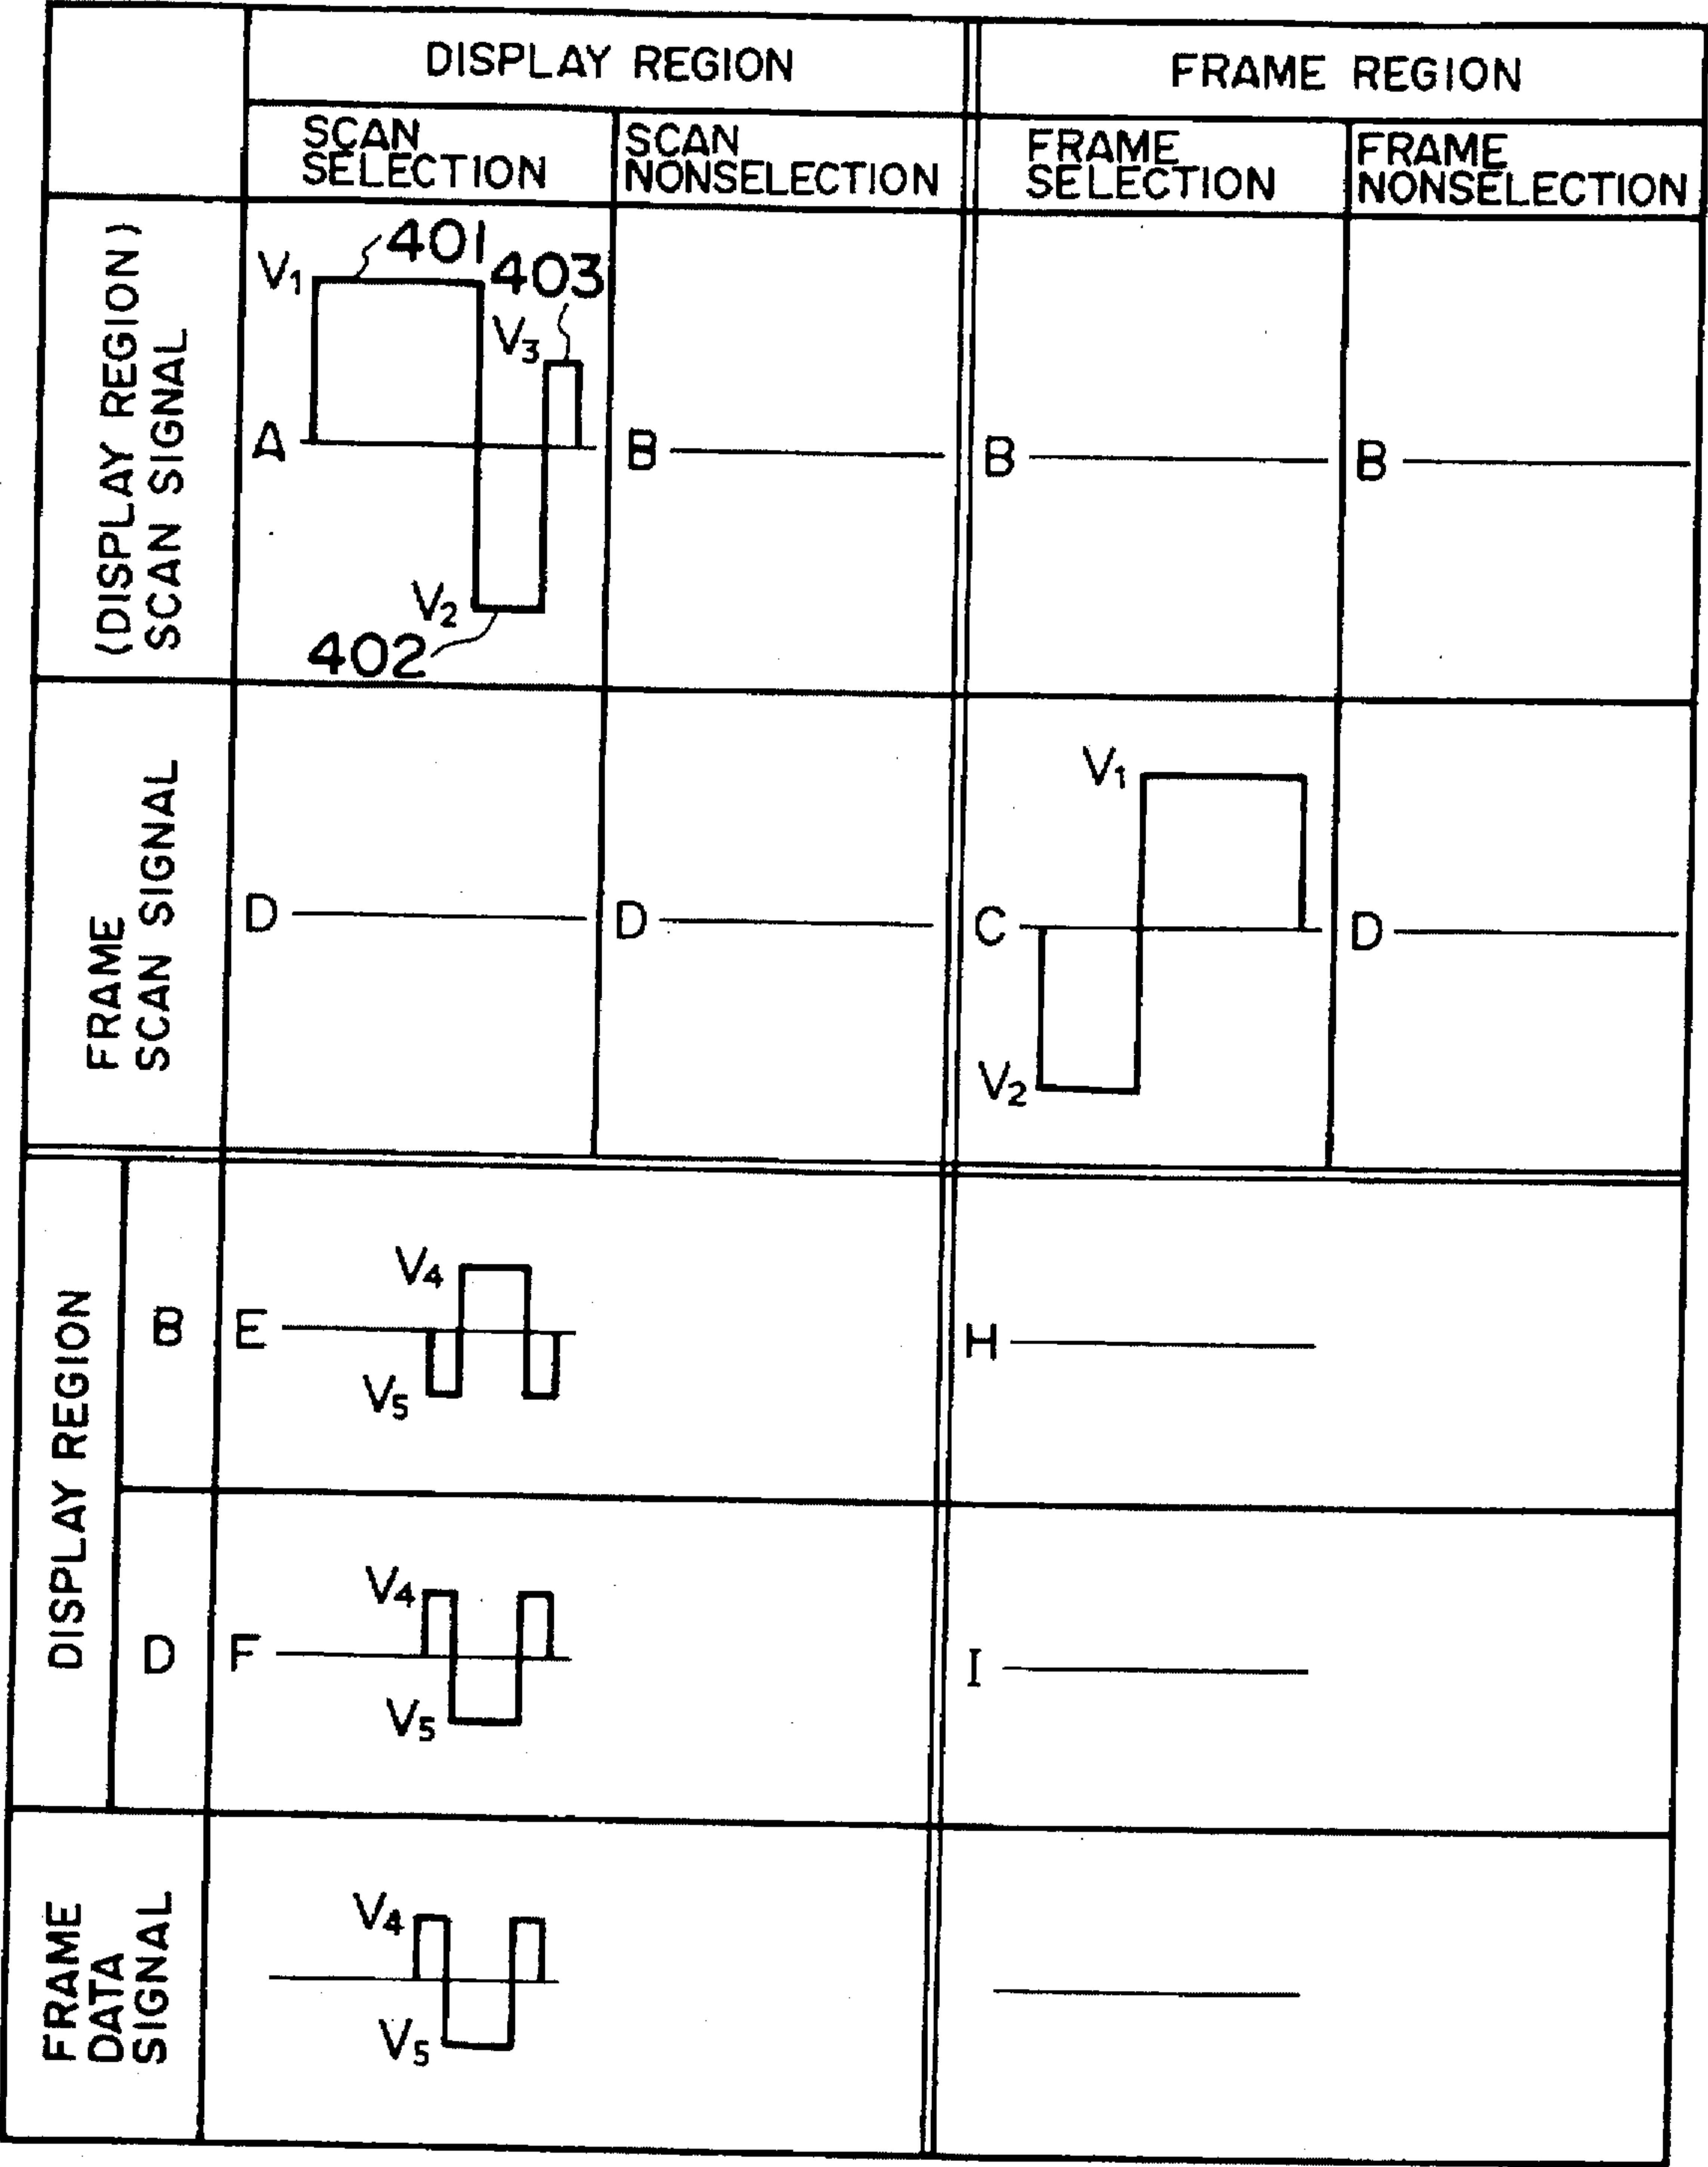 DISPLAY REGION
FRAME REGION
SCAN
SELECTION
SCAN
NONSELECTION
FRAME
SELECTION
FRAME
NONSELECTION
(DISPLAY REGION)
SCAN SIGNAL
V1
401
403
V3
A
V2
402
B
B
B
FRAME
SCAN SIGNAL
D
D
V1
C
V2
D
DISPLAY REGION
B
E
V4
V5
H
D
F
V4
V5
I
FRAME
DATA
SIGNAL
V4
V5